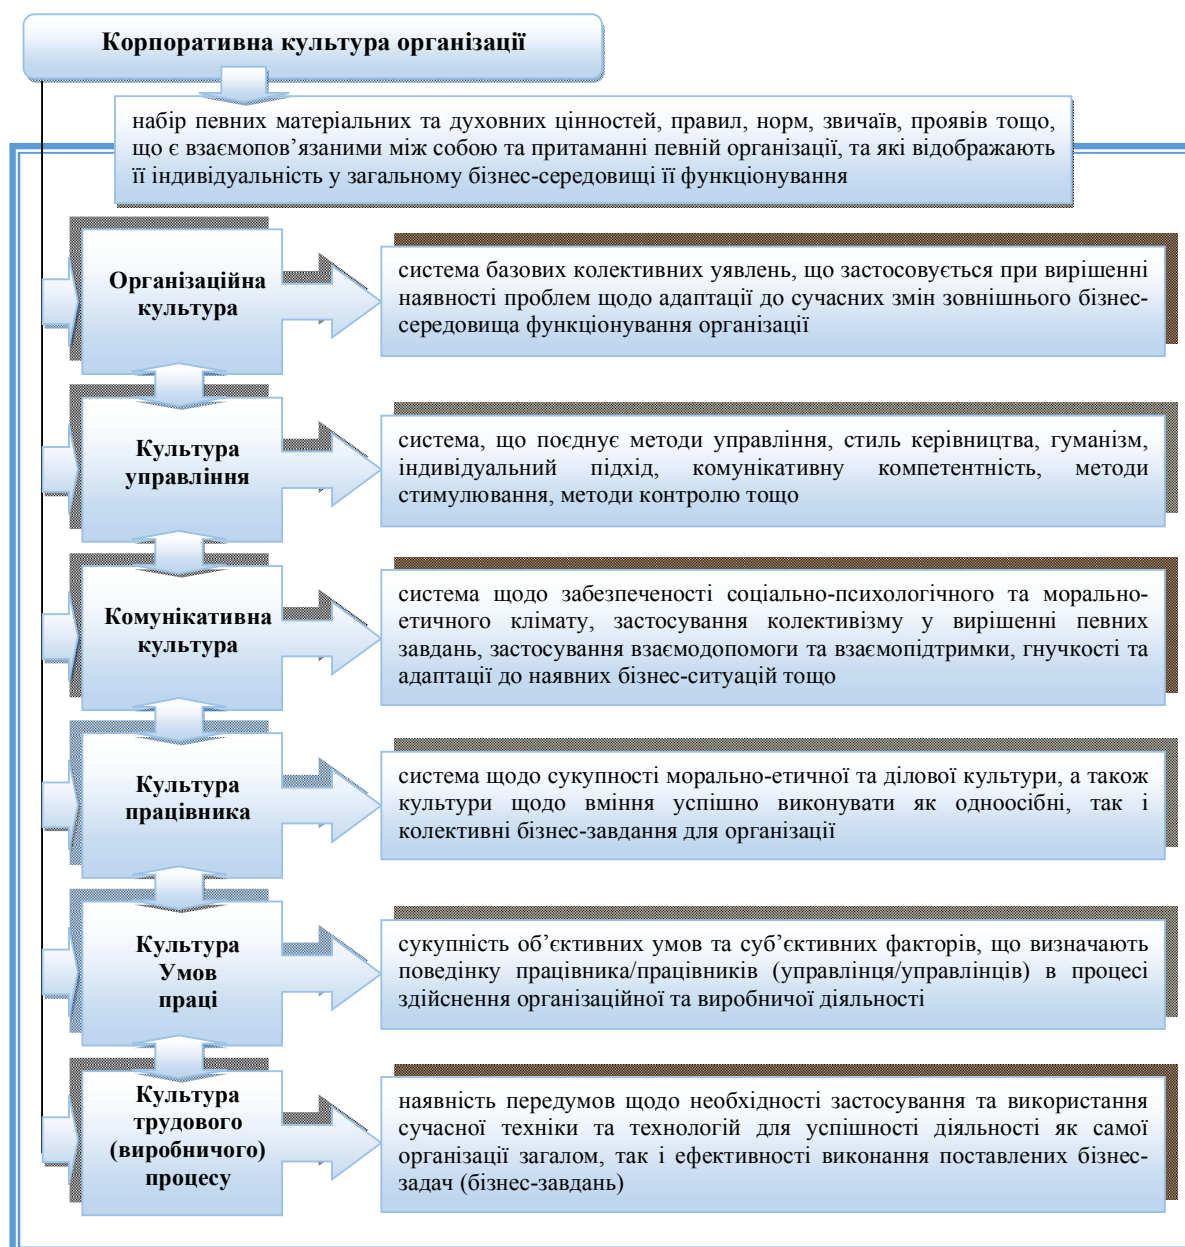 Корпоративна культура організації
набір певних матеріальних та духовних цінностей, правил, норм, звичаїв, проявів тощо,
що є взаємопов’язаними між собою та притаманні певній організації, та які відображають
її індивідуальність у загальному бізнес-середовищі її функціонування
Організаційна
культура
система базових колективних уявлень, що застосовується при вирішенні
наявності проблем щодо адаптації до сучасних змін зовнішнього бізнес-
середовища функціонування організації
Культура
управління
система, що поєднує методи управління, стиль керівництва, гуманізм,
індивідуальний підхід, комунікативну компетентність, методи
стимулювання, методи контролю тощо
Комунікативна
культура
система щодо забезпеченості соціально-психологічного та морально-
етичного клімату, застосування колективізму у вирішенні певних
завдань, застосування взаємодопомоги та взаємопідтримки, гнучкості та
адаптації до наявних бізнес-ситуацій тощо
Культура
працівника
система щодо сукупності морально-етичної та ділової культури, а також
культури щодо вміння успішно виконувати як одноосібні, так і
колективні бізнес-завдання для організації
Культура
Умов
праці
сукупність об’єктивних умов та суб’єктивних факторів, що визначають
поведінку працівника/працівників (управлінця/управлінців) в процесі
здійснення організаційної та виробничої діяльності
Культура
трудового
(виробничого)
процесу
наявність передумов щодо необхідності застосування та використання
сучасної техніки та технологій для успішності діяльності як самої
організації загалом, так і ефективності виконання поставлених бізнес-
задач (бізнес-завдань)